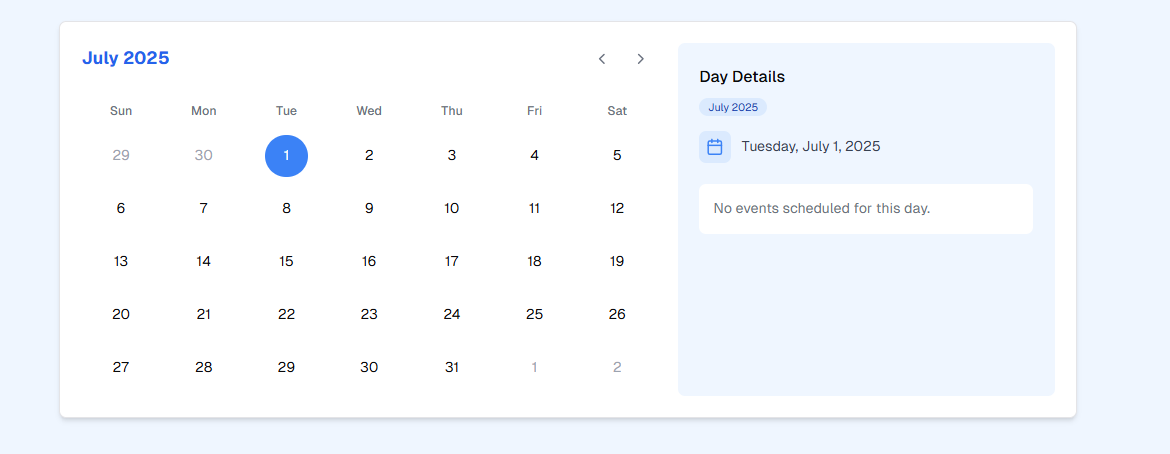 July 2025
Sun Mon Tue Wed Thu Fri Sat
29 30 1 2 3 4 5
6 7 8 9 10 11 12
13 14 15 16 17 18 19
20 21 22 23 24 25 26
27 28 29 30 31 1 2
Day Details
July 2025
Tuesday, July 1, 2025
No events scheduled for this day.